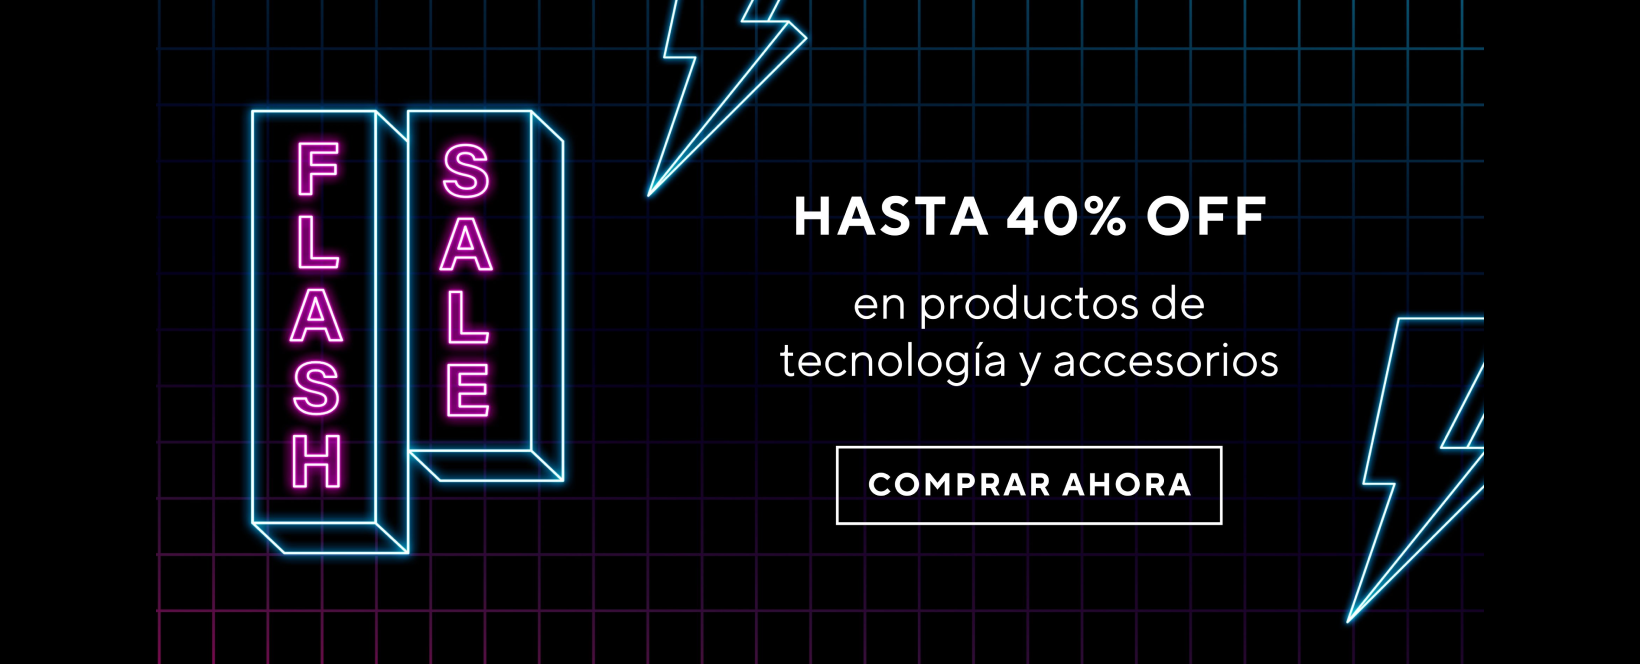 FLASH
SALE
HASTA 40% OFF
en productos de
tecnología y accesorios
COMPRAR AHORA